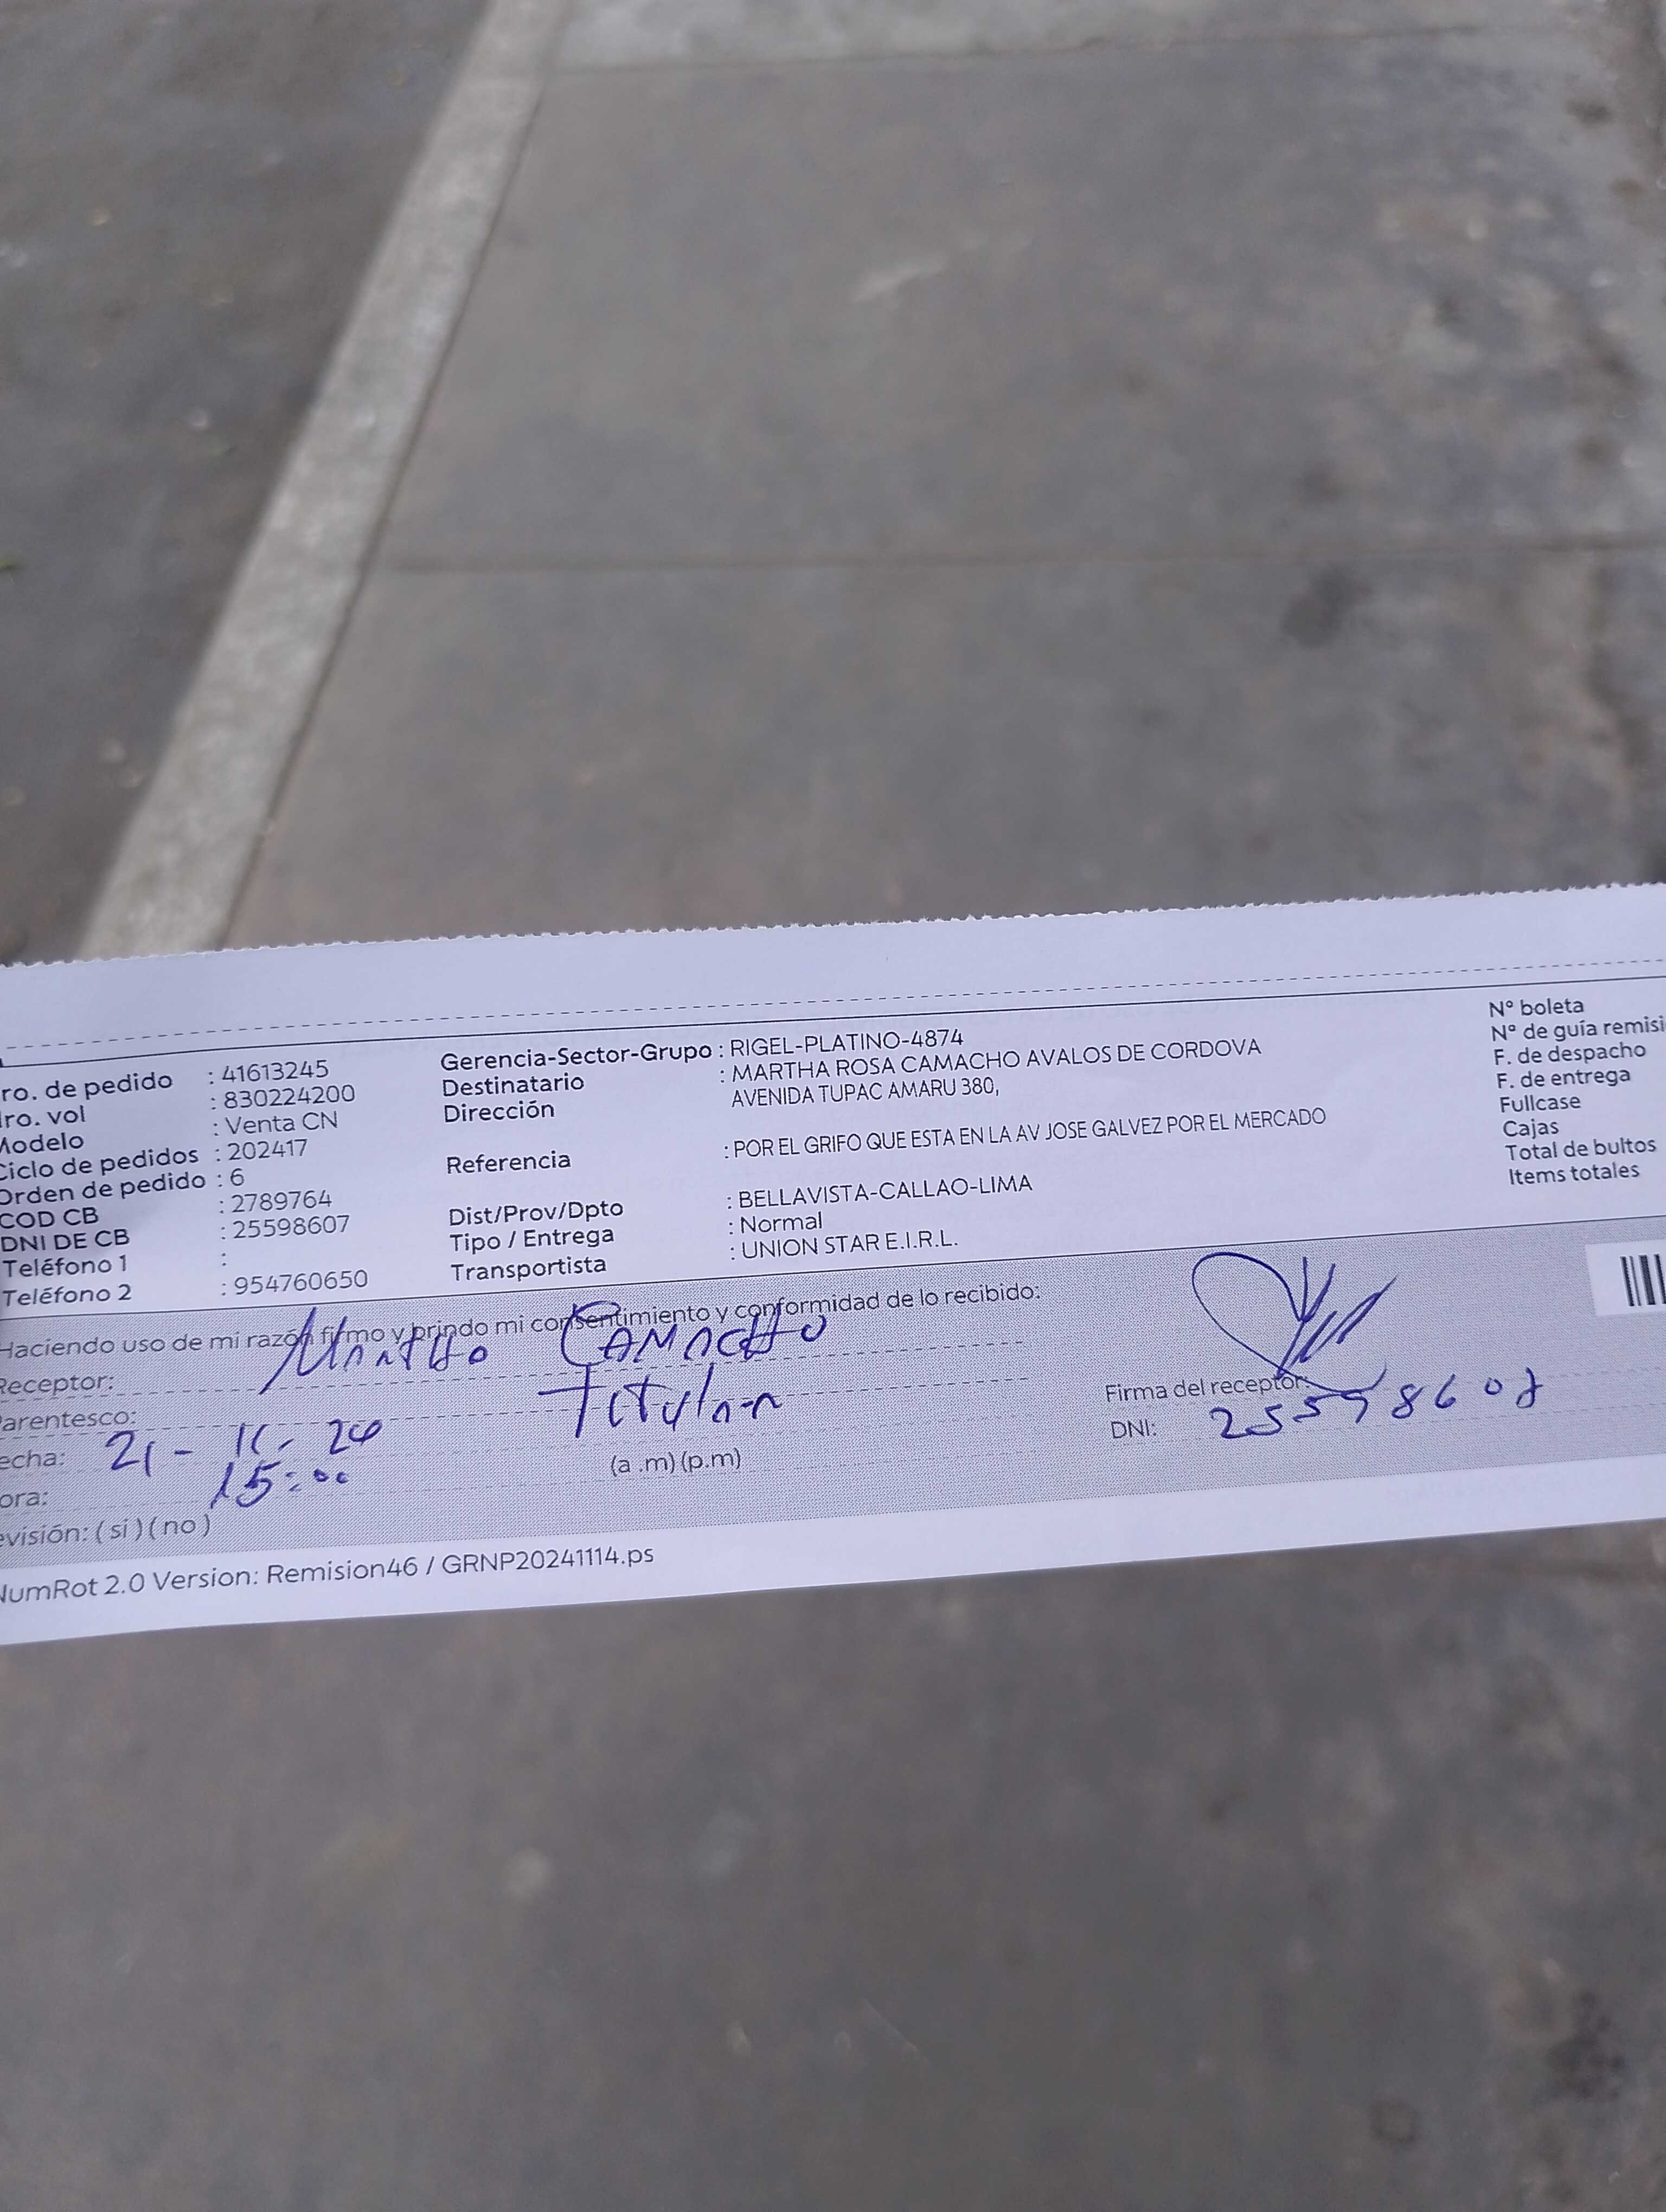 ro. de pedido : 41613245
ro. vol : 830224200
Modelo : Venta CN
Ciclo de pedidos : 202417
Orden de pedido : 6
COD CB : 2789764
DNI DE CB : 25598607
Teléfono 1 :
Teléfono 2 : 954760650
Gerencia-Sector-Grupo : RIGEL-PLATINO-4874
Destinatario : MARTHA ROSA CAMACHO AVALOS DE CORDOVA
Dirección AVENIDA TUPAC AMARU 380,
Referencia : POR EL GRIFO QUE ESTA EN LA AV JOSE GALVEZ POR EL MERCADO
Dist/Prov/Dpto : BELLAVISTA-CALLAO-LIMA
Tipo / Entrega : Normal
Transportista : UNION STAR E.I.R.L.
N° boleta
N° de guía remisi
F. de despacho
F. de entrega
Fullcase
Cajas
Total de bultos
Items totales
Haciendo uso de mi razón firmo y brindo mi consentimiento y conformidad de lo recibido:
Receptor: Martha Camacho
Parentesco: Titular
echa: 21 - 11 - 24
ora: 15:00 (a .m) (p.m)
evisión: ( si ) ( no )
Firma del receptor:
DNI: 25598607
NumRot 2.0 Version: Remision46 / GRNP20241114.ps